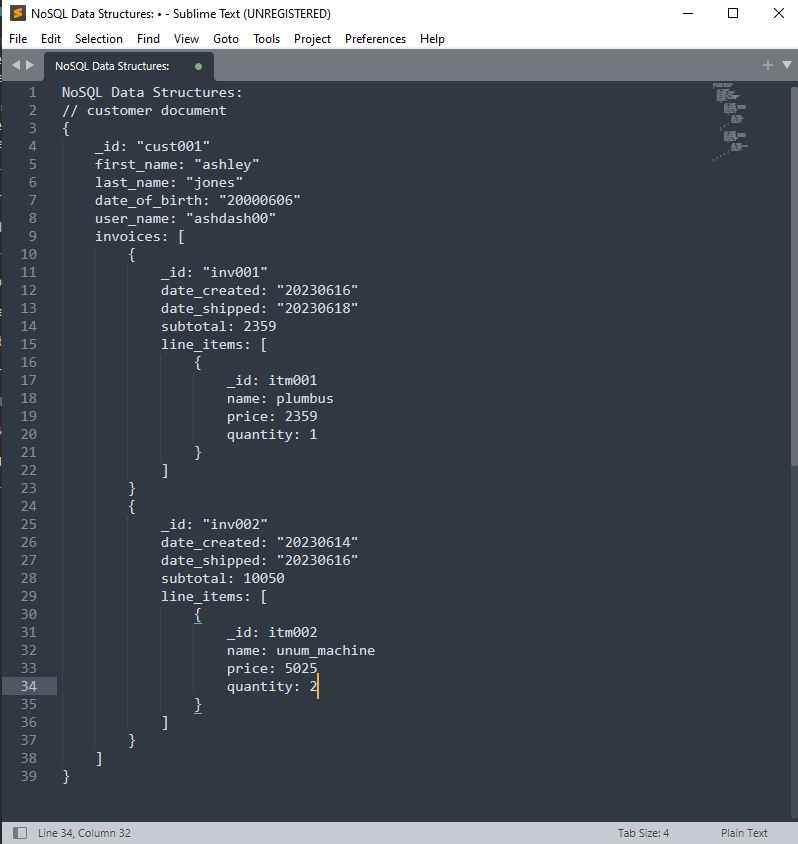 NoSQL Data Structures: • - Sublime Text (UNREGISTERED)
File Edit Selection Find View Goto Tools Project Preferences Help
NoSQL Data Structures:
1 NoSQL Data Structures:
2 // customer document
3 {
4 _id: "cust001"
5 first_name: "ashley"
6 last_name: "jones"
7 date_of_birth: "20000606"
8 user_name: "ashdash00"
9 invoices: [
10 {
11 _id: "inv001"
12 date_created: "20230616"
13 date_shipped: "20230618"
14 subtotal: 2359
15 line_items: [
16 {
17 _id: itm001
18 name: plumbus
19 price: 2359
20 quantity: 1
21 }
22 ]
23 }
24 {
25 _id: "inv002"
26 date_created: "20230614"
27 date_shipped: "20230616"
28 subtotal: 10050
29 line_items: [
30 {
31 _id: itm002
32 name: unum_machine
33 price: 5025
34 quantity: 2
35 }
36 ]
37 }
38 ]
39 }
Line 34, Column 32 Tab Size: 4 Plain Text